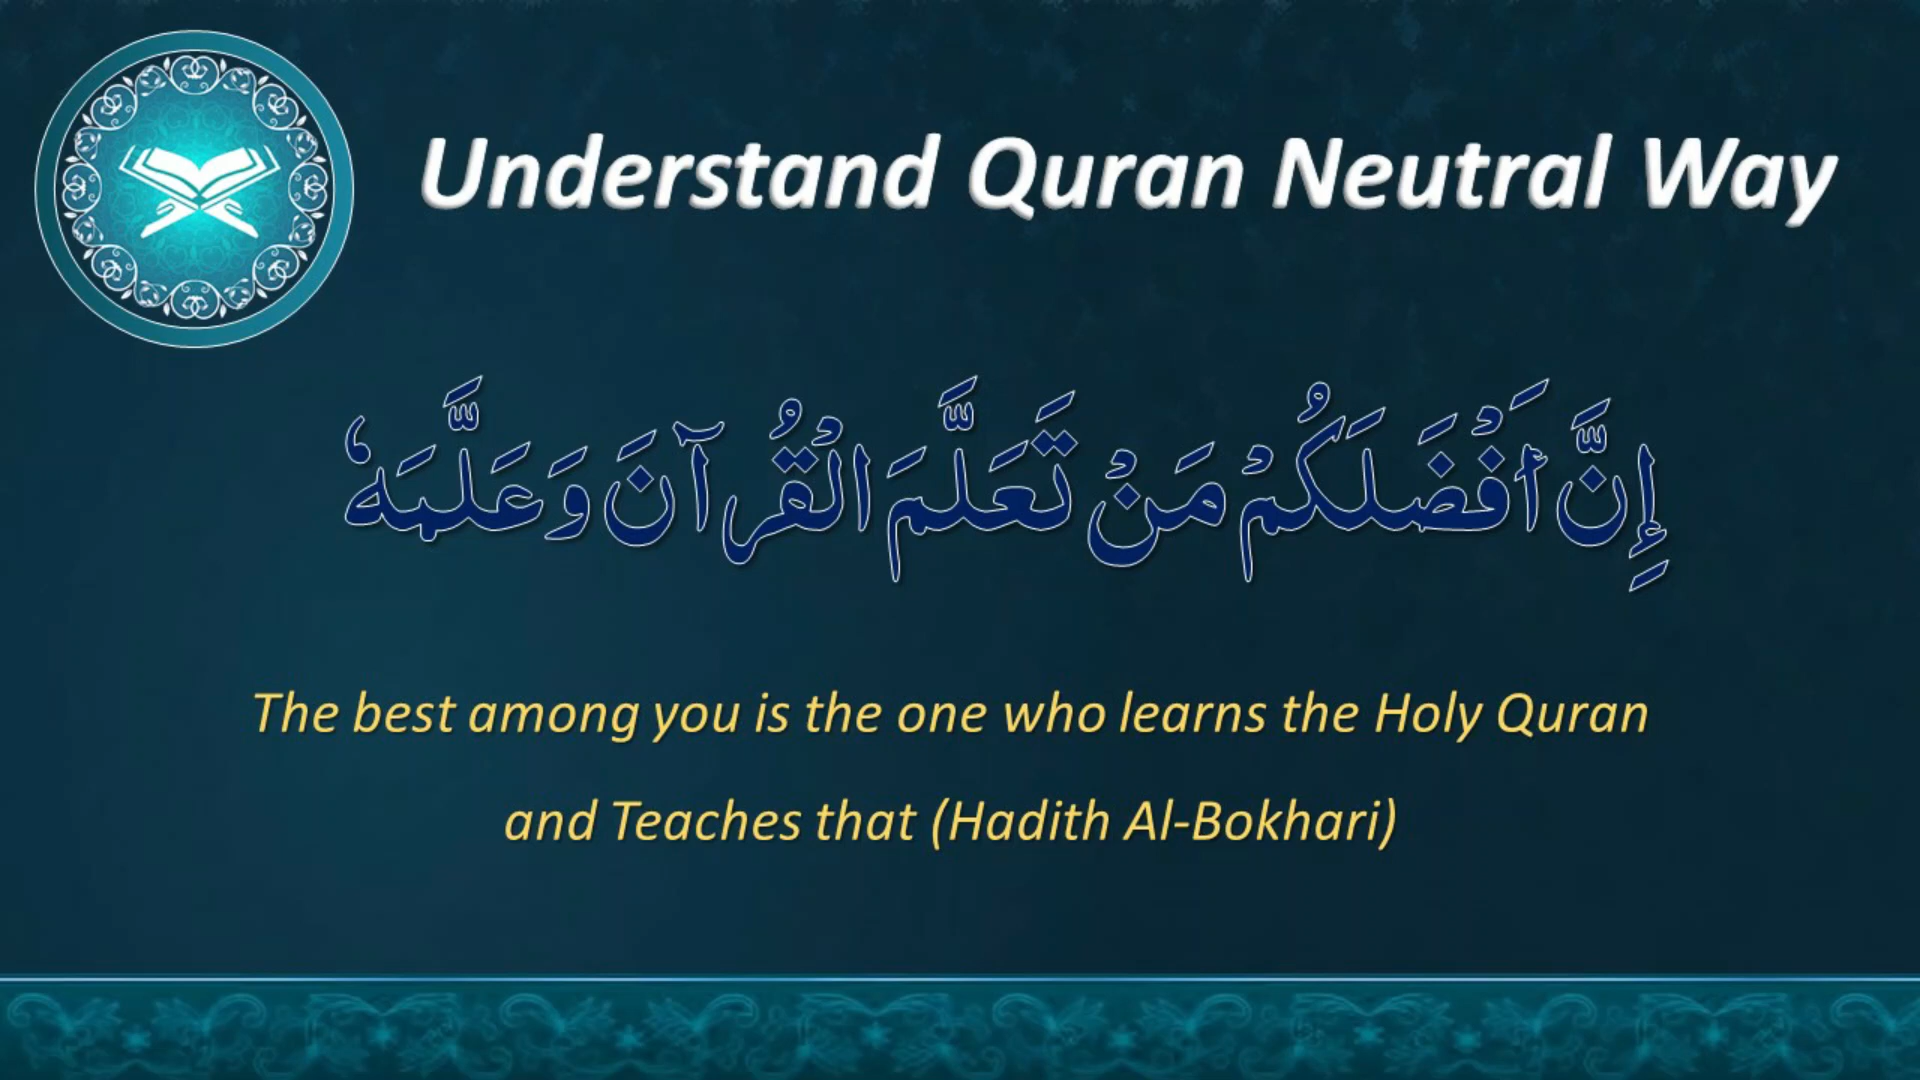 Understand Quran Neutral Way
إِنَّ أَفْضَلَكُمْ مَنْ تَعَلَّمَ الْقُرآنَ وَعَلَّمَهٗ
The best among you is the one who learns the Holy Quran
and Teaches that (Hadith Al-Bokhari)